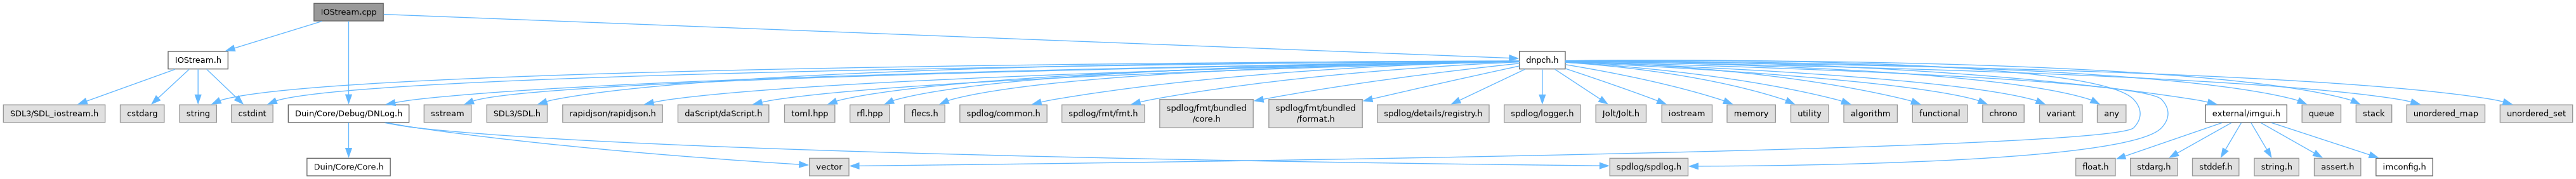 IOStream.cpp
IOStream.h
dnpch.h
SDL3/SDL_iostream.h
cstdarg
string
cstdint
Duin/Core/Debug/DNLog.h
sstream
SDL3/SDL.h
rapidjson/rapidjson.h
daScript/daScript.h
toml.hpp
rfl.hpp
flecs.h
spdlog/common.h
spdlog/fmt/fmt.h
spdlog/fmt/bundled
/core.h
spdlog/fmt/bundled
/format.h
spdlog/details/registry.h
spdlog/logger.h
Jolt/Jolt.h
iostream
memory
utility
algorithm
functional
chrono
variant
any
external/imgui.h
queue
stack
unordered_map
unordered_set
Duin/Core/Core.h
vector
spdlog/spdlog.h
float.h
stdarg.h
stddef.h
string.h
assert.h
imconfig.h